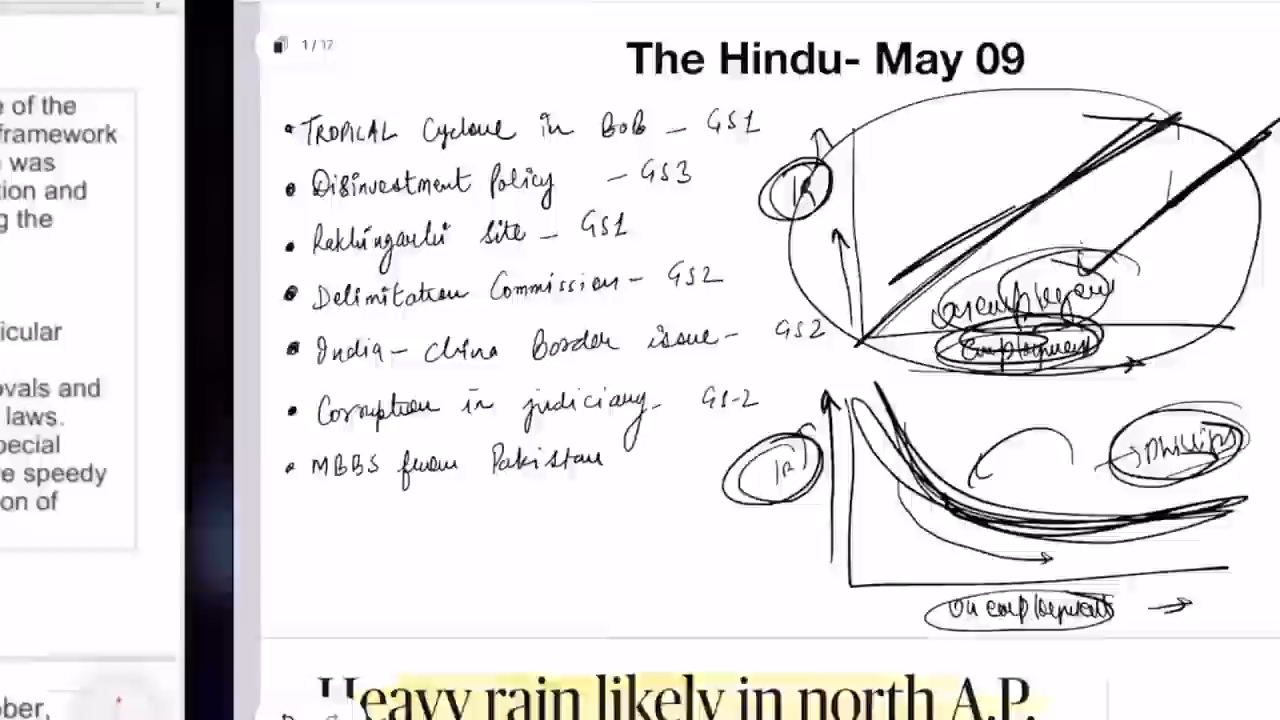 e of the
framework
was
tion and
g the
icular
ovals and
laws.
pecial
e speedy
on of
ober,
1/17
The Hindu- May 09
• TROPICAL Cyclone in BoB - GS1
• Disinvestment Policy - GS3
• Rakhingarhi site - GS1
• Delimitation Commission - GS2
• India - China Border issue - GS2
• Corruption in judiciary - GS-2
• MBBS from Pakistan
IR
unemployment
employment
IR
→ Phillips
Unemployment →
Heavy rain likely in north A.P.